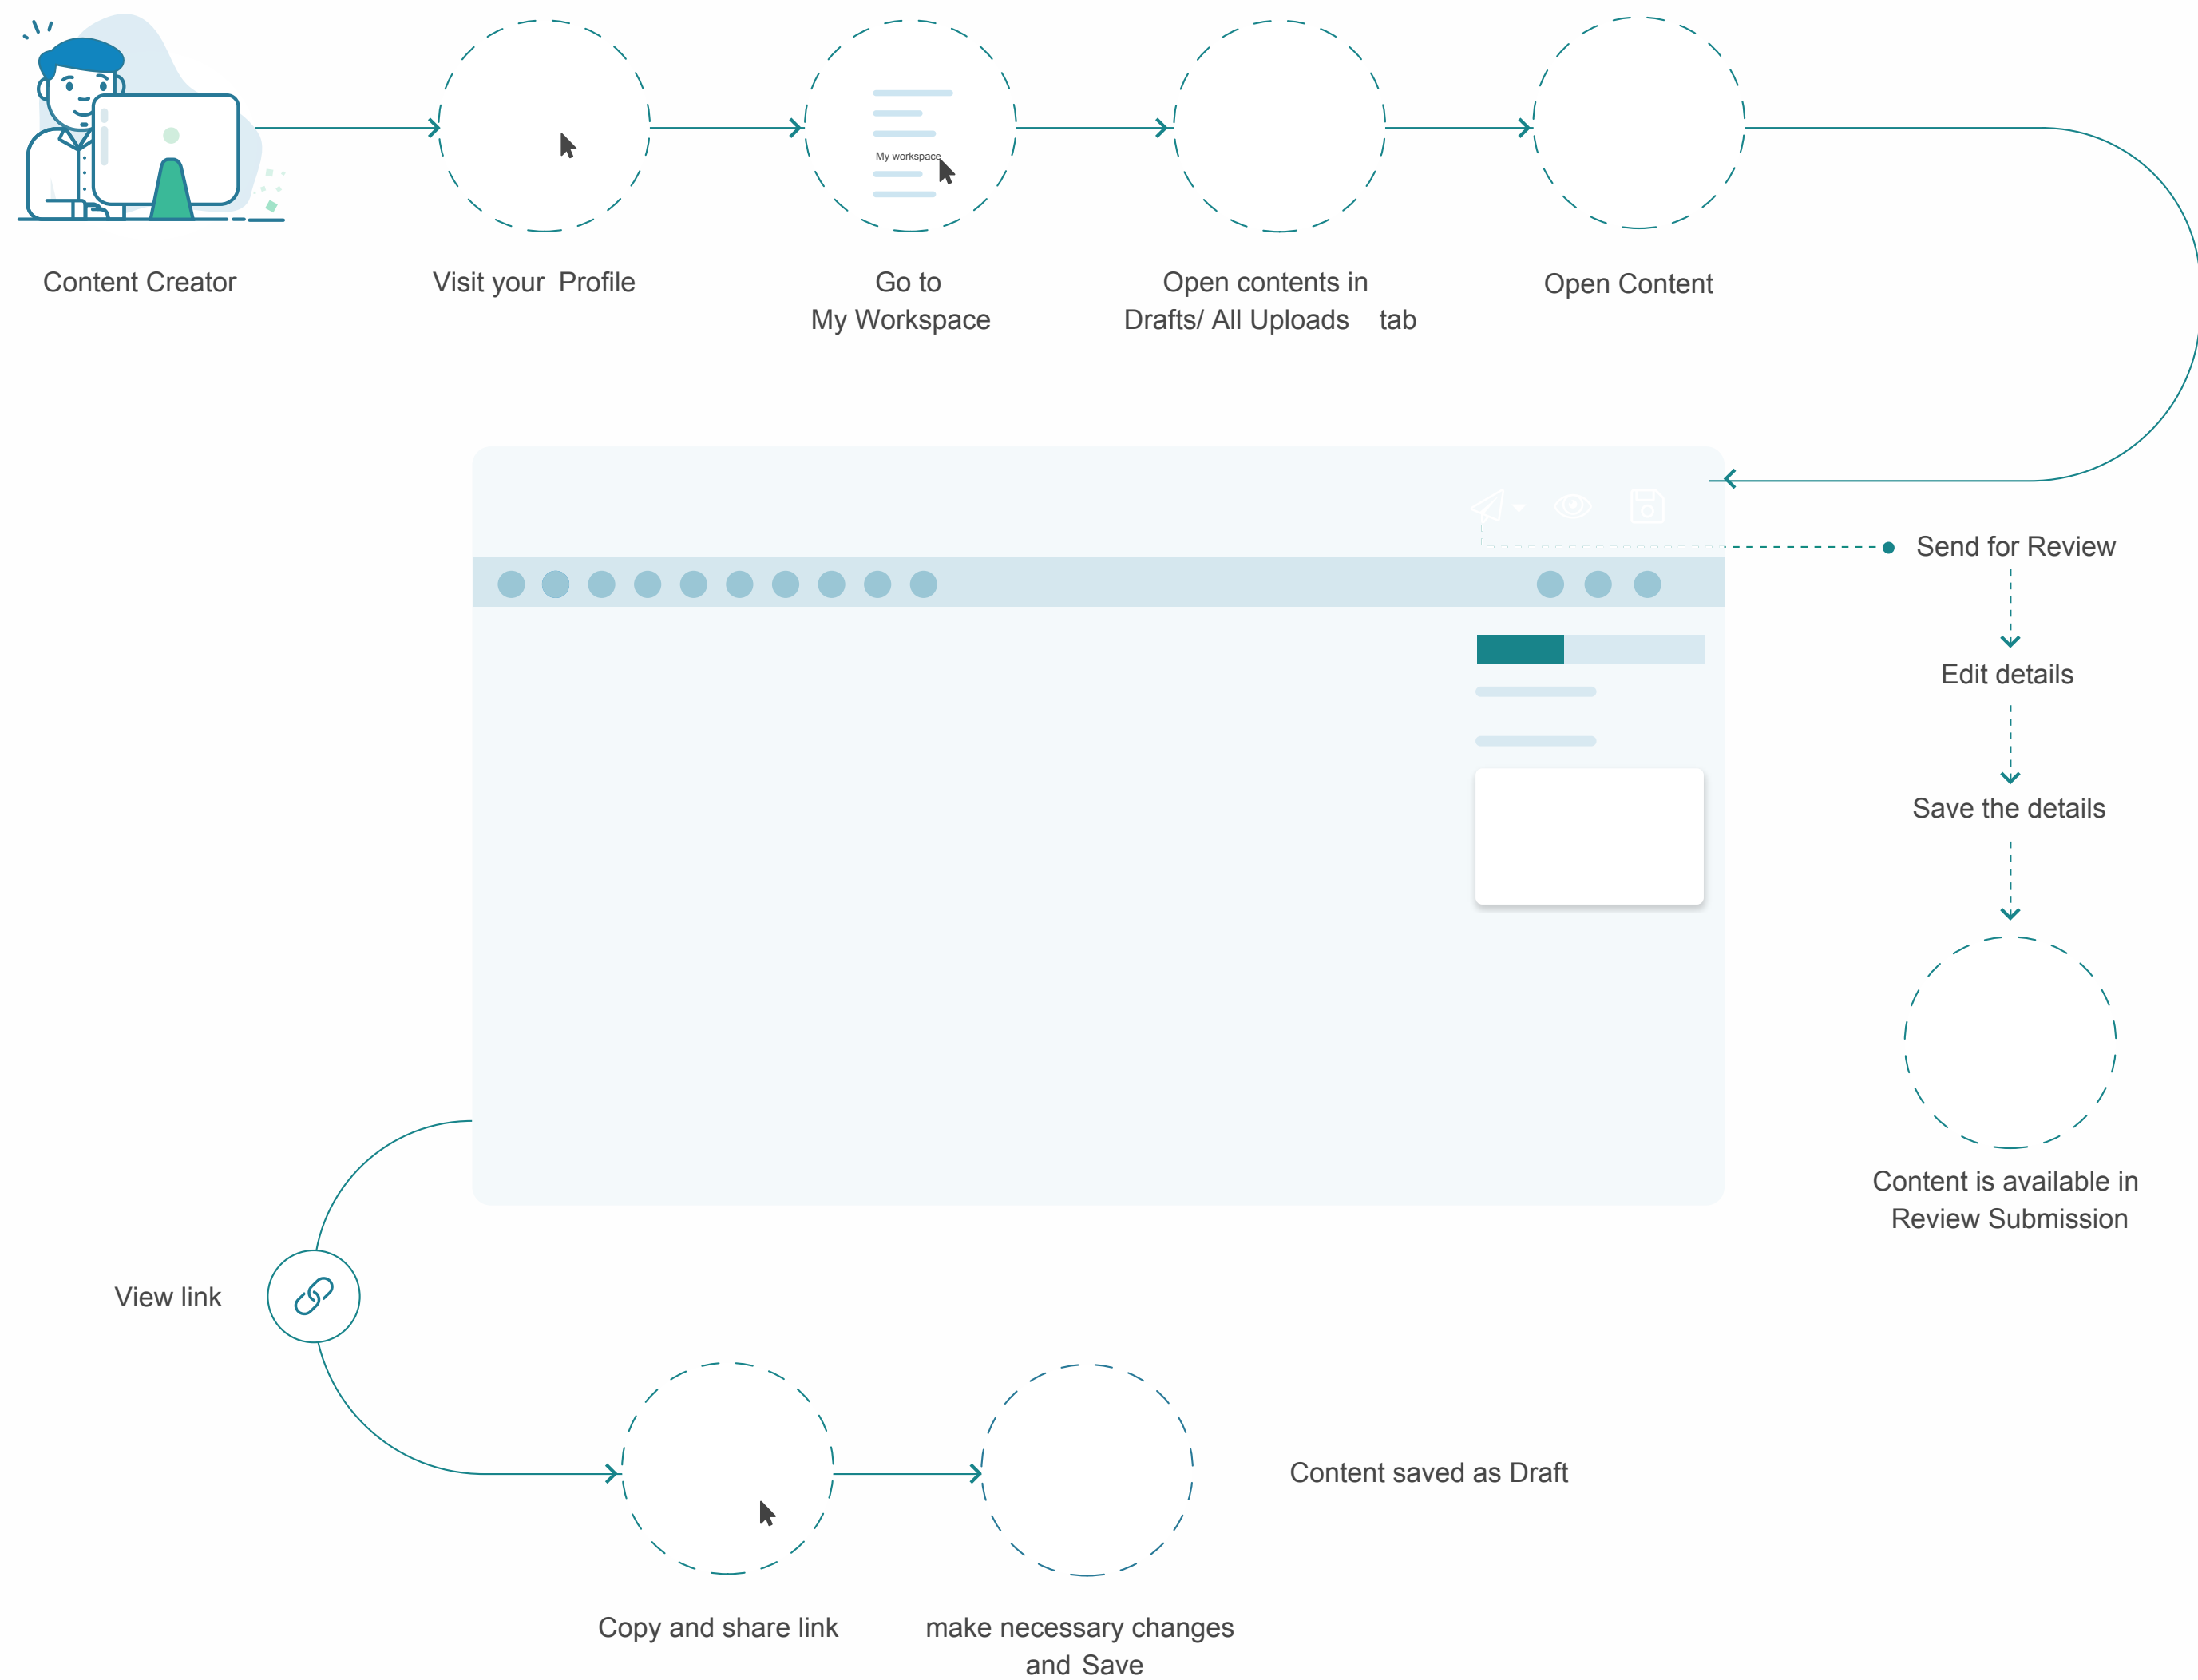 My workspace
Content Creator
Visit your Profile
Go to
My Workspace
Open contents in
Drafts/ All Uploads tab
Open Content
Send for Review
Edit details
Save the details
Content is available in
Review Submission
View link
Content saved as Draft
Copy and share link
make necessary changes
and Save